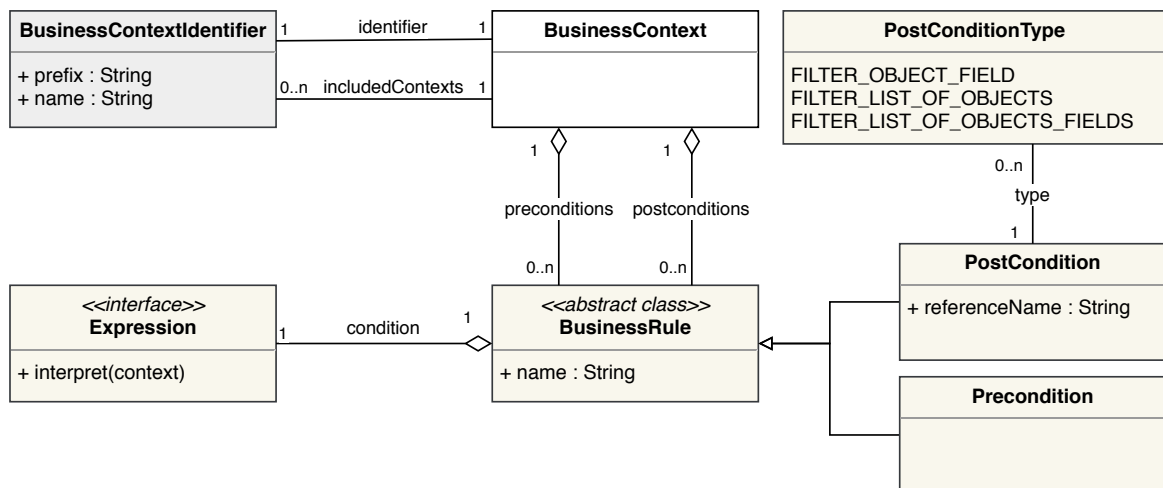 BusinessContextIdentifier
+ prefix : String
+ name : String
1 identifier 1
0..n includedContexts 1
BusinessContext
PostConditionType
FILTER_OBJECT_FIELD
FILTER_LIST_OF_OBJECTS
FILTER_LIST_OF_OBJECTS_FIELDS
1
1
preconditions
postconditions
0..n
0..n
0..n
type
1
<<interface>>
Expression
+ interpret(context)
1 condition 1
<<abstract class>>
BusinessRule
+ name : String
PostCondition
+ referenceName : String
Precondition